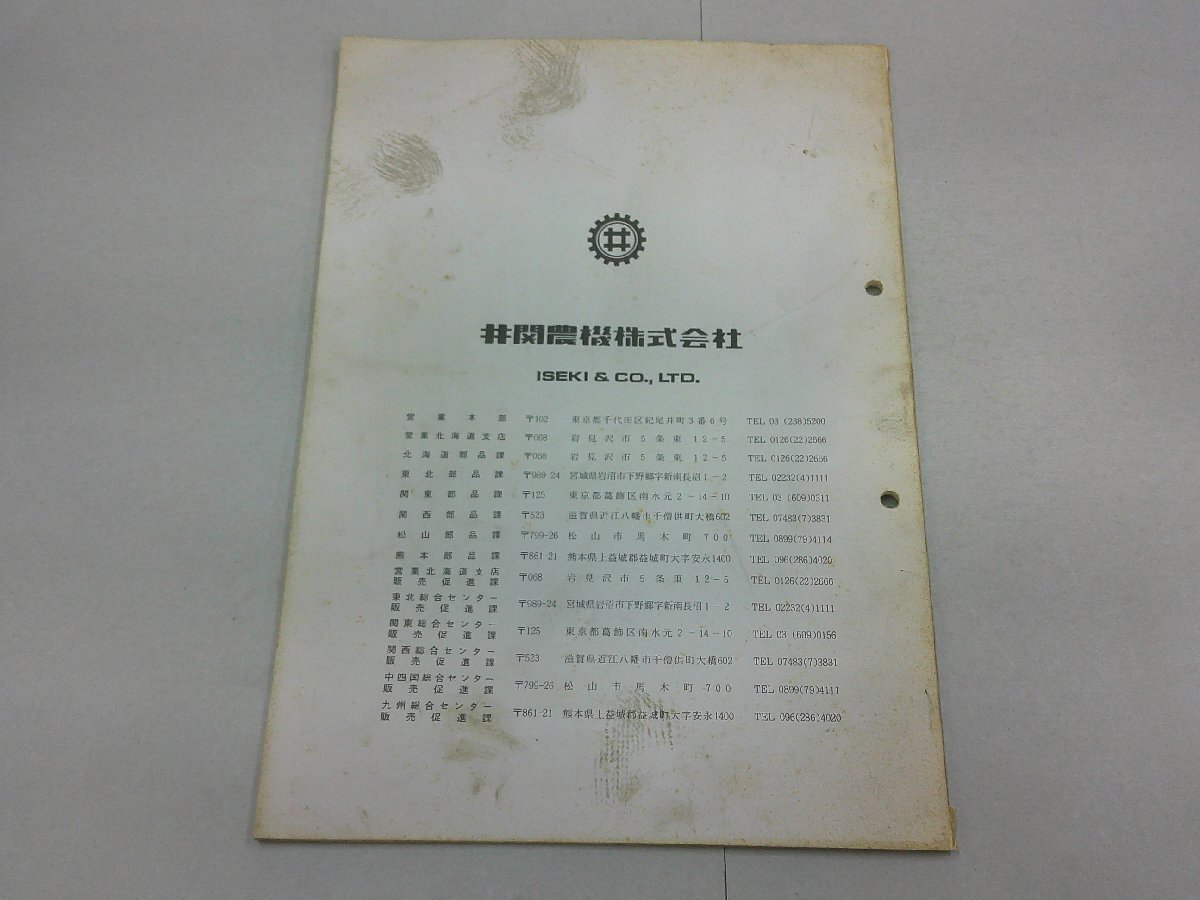 井
井関農機株式会社
ISEKI & CO., LTD.
営業本部 〒102 東京都千代田区紀尾井町3番6号 TEL 03 (238)5200
営業北海道支店 〒068 岩見沢市5条東12-5 TEL 0126(22)2566
北海道部品課 〒068 岩見沢市5条東12-5 TEL 0126(22)2656
東北部品課 〒989-24 宮城県岩沼市下野郷字新南長沼1-2 TEL 02232(4)1111
関東部品課 〒125 東京都葛飾区南水元2-14-10 TEL 03 (609)0311
関西部品課 〒523 滋賀県近江八幡市千僧供町大橋602 TEL 07483(7)3831
松山部品課 〒799-26 松山市馬木町700 TEL 0899(79)4114
熊本部品課 〒861-21 熊本県上益城郡益城町大字安永1400 TEL 096(286)4020
営業北海道支店
販売促進課 〒068 岩見沢市5条東12-5 TEL 0126(22)2666
東北総合センター
販売促進課 〒989-24 宮城県岩沼市下野郷字新南長沼1-2 TEL 02232(4)1111
関東総合センター
販売促進課 〒125 東京都葛飾区南水元2-14-10 TEL 03 (609)0156
関西総合センター
販売促進課 〒523 滋賀県近江八幡市千僧供町大橋602 TEL 07483(7)3831
中四国総合センター
販売促進課 〒799-26 松山市馬木町700 TEL 0899(79)4111
九州総合センター
販売促進課 〒861-21 熊本県上益城郡益城町大字安永1400 TEL 096(286)4020